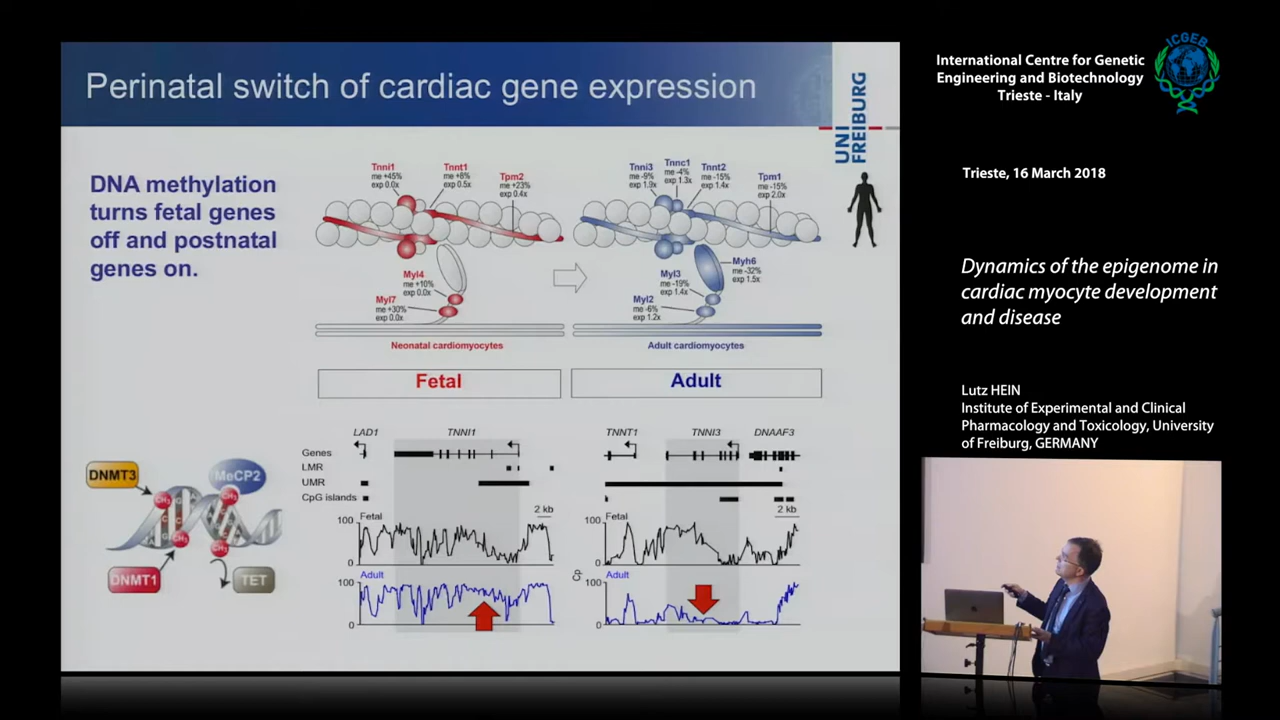 Perinatal switch of cardiac gene expression
UNI
FREIBURG
DNA methylation
turns fetal genes
off and postnatal
genes on.
Tnni1
me +45%
exp 0.0x
Tnnt1
me +8%
exp 0.5x
Tpm2
me +23%
exp 0.4x
Myl4
me +10%
exp 0.0x
Myl7
me +30%
exp 0.0x
Neonatal cardiomyocytes
Tnni3
me -9%
exp 1.9x
Tnnc1
me -4%
exp 1.3x
Tnnt2
me -15%
exp 1.4x
Tpm1
me -15%
exp 2.0x
Myh6
me -32%
exp 1.5x
Myl3
me -19%
exp 1.4x
Myl2
me -6%
exp 1.2x
Adult cardiomyocytes
Fetal
Adult
LAD1
TNNI1
TNNT1
TNNI3
DNAAF3
Genes
LMR
UMR
CpG islands
2 kb
2 kb
Fetal
100
0
Adult
100
0
Fetal
100
0
Adult
100
0
Cp
DNMT3
MeCP2
CH3
CH3
CH3
CH3
DNMT1
TET
International Centre for Genetic
Engineering and Biotechnology
Trieste - Italy
ICGEB
Trieste, 16 March 2018
Dynamics of the epigenome in
cardiac myocyte development
and disease
Lutz HEIN
Institute of Experimental and Clinical
Pharmacology and Toxicology, University
of Freiburg, GERMANY